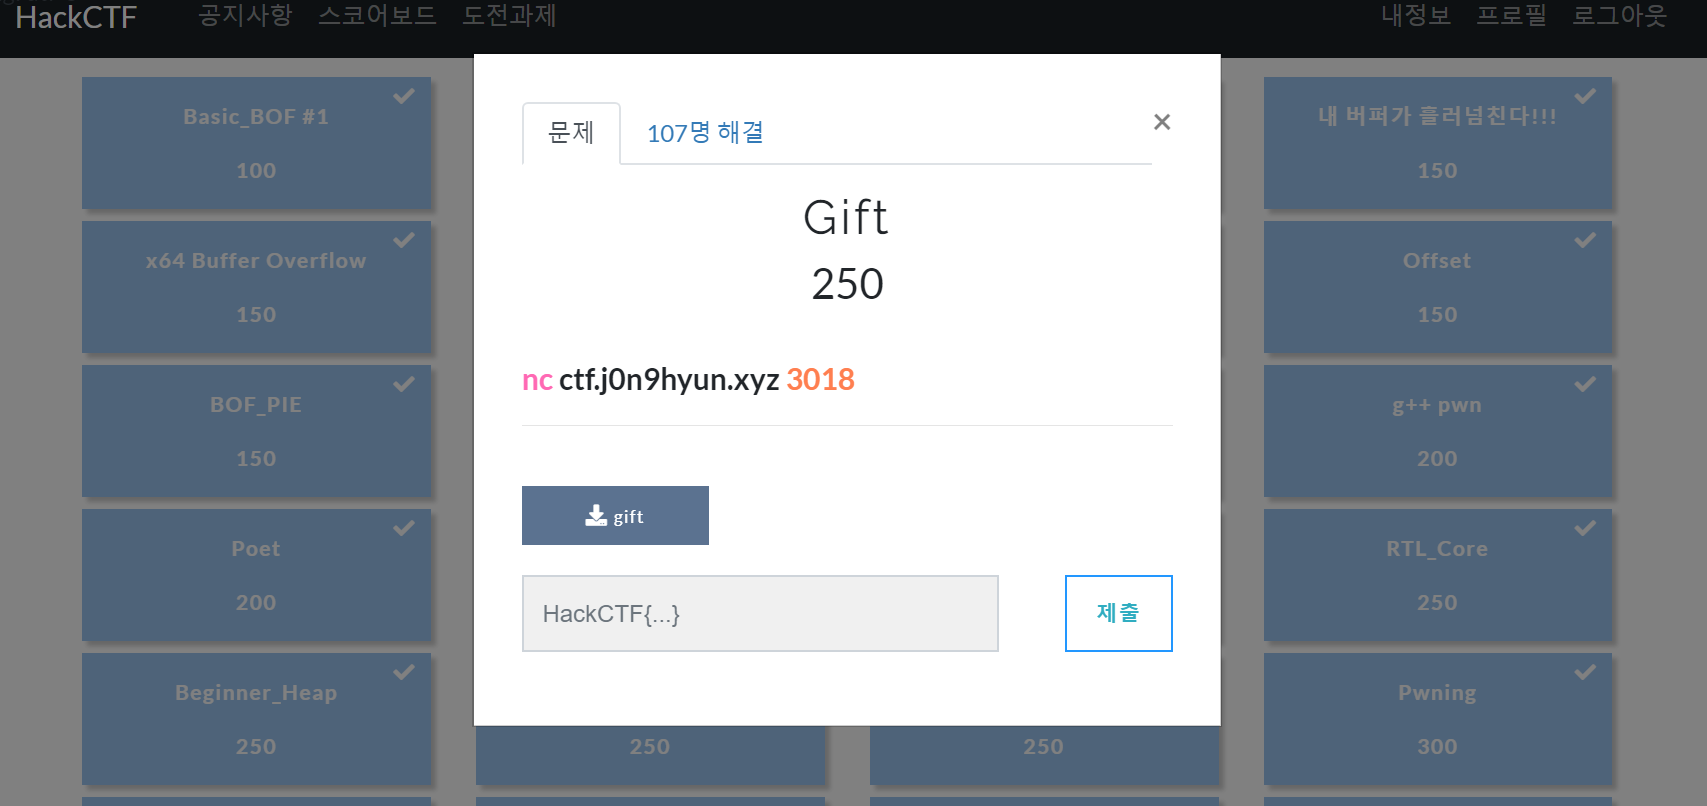 HackCTF 공지사항 스코어보드 도전과제 내정보 프로필 로그아웃
Basic_BOF #1
100
내 버퍼가 흘러넘친다!!!
150
x64 Buffer Overflow
150
Offset
150
BOF_PIE
150
g++ pwn
200
Poet
200
RTL_Core
250
Beginner_Heap
250
250
250
Pwning
300
문제 107명 해결 ×
Gift
250
nc ctf.j0n9hyun.xyz 3018
gift
HackCTF{...} 제출